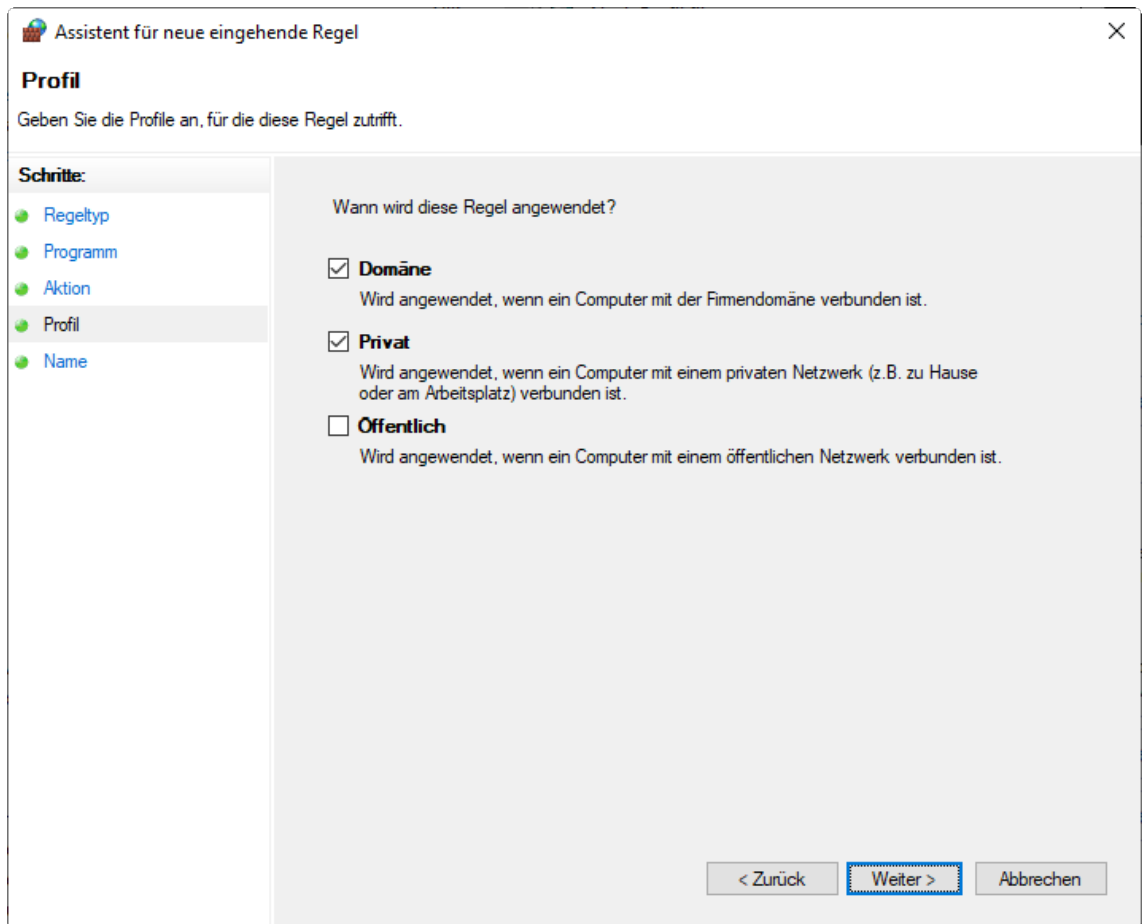 Assistent für neue eingehende Regel
Profil
Geben Sie die Profile an, für die diese Regel zutrifft.
Schritte:
Regeltyp
Programm
Aktion
Profil
Name
Wann wird diese Regel angewendet?
Domäne
Wird angewendet, wenn ein Computer mit der Firmendomäne verbunden ist.
Privat
Wird angewendet, wenn ein Computer mit einem privaten Netzwerk (z.B. zu Hause
oder am Arbeitsplatz) verbunden ist.
Öffentlich
Wird angewendet, wenn ein Computer mit einem öffentlichen Netzwerk verbunden ist.
< Zurück
Weiter >
Abbrechen